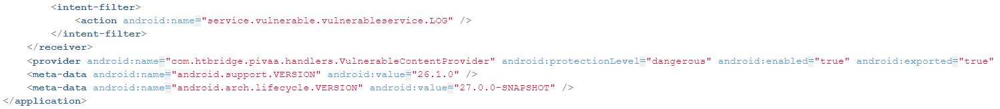 <intent-filter>
<action android:name="service.vulnerable.vulnerableservice.LOG" />
</intent-filter>
</receiver>
<provider android:name="com.htbridge.pivaa.handlers.VulnerableContentProvider" android:protectionLevel="dangerous" android:enabled="true" android:exported="true"
<meta-data android:name="android.support.VERSION" android:value="26.1.0" />
<meta-data android:name="android.arch.lifecycle.VERSION" android:value="27.0.0-SNAPSHOT" />
</application>